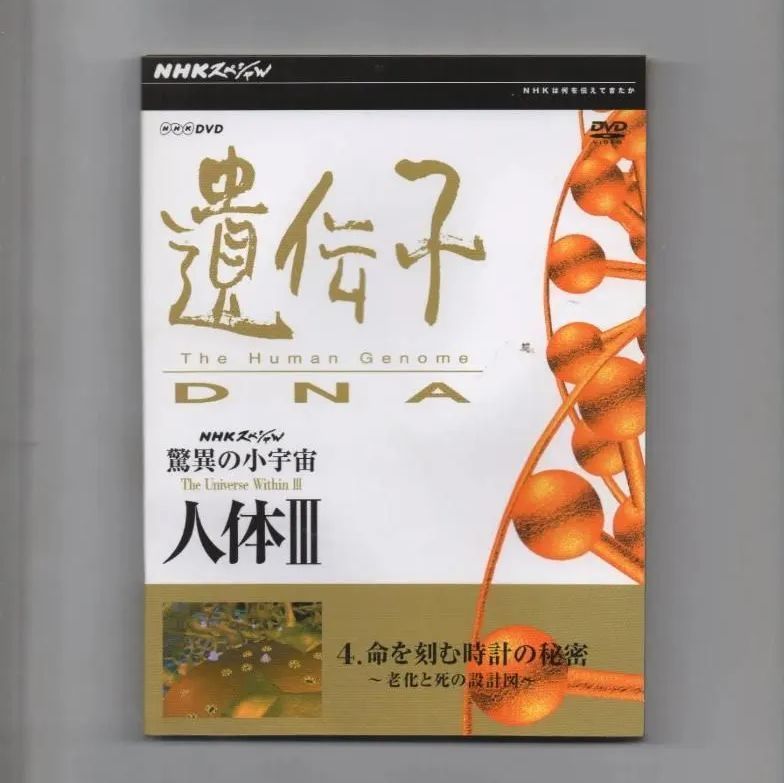 NHKスペシャル
NHKは何を伝えてきたか
NHK DVD
DVD
VIDEO
遺伝子
The Human Genome
DNA
NHKスペシャル
驚異の小宇宙
The Universe Within Ⅲ
人体Ⅲ
4.命を刻む時計の秘密
～老化と死の設計図～